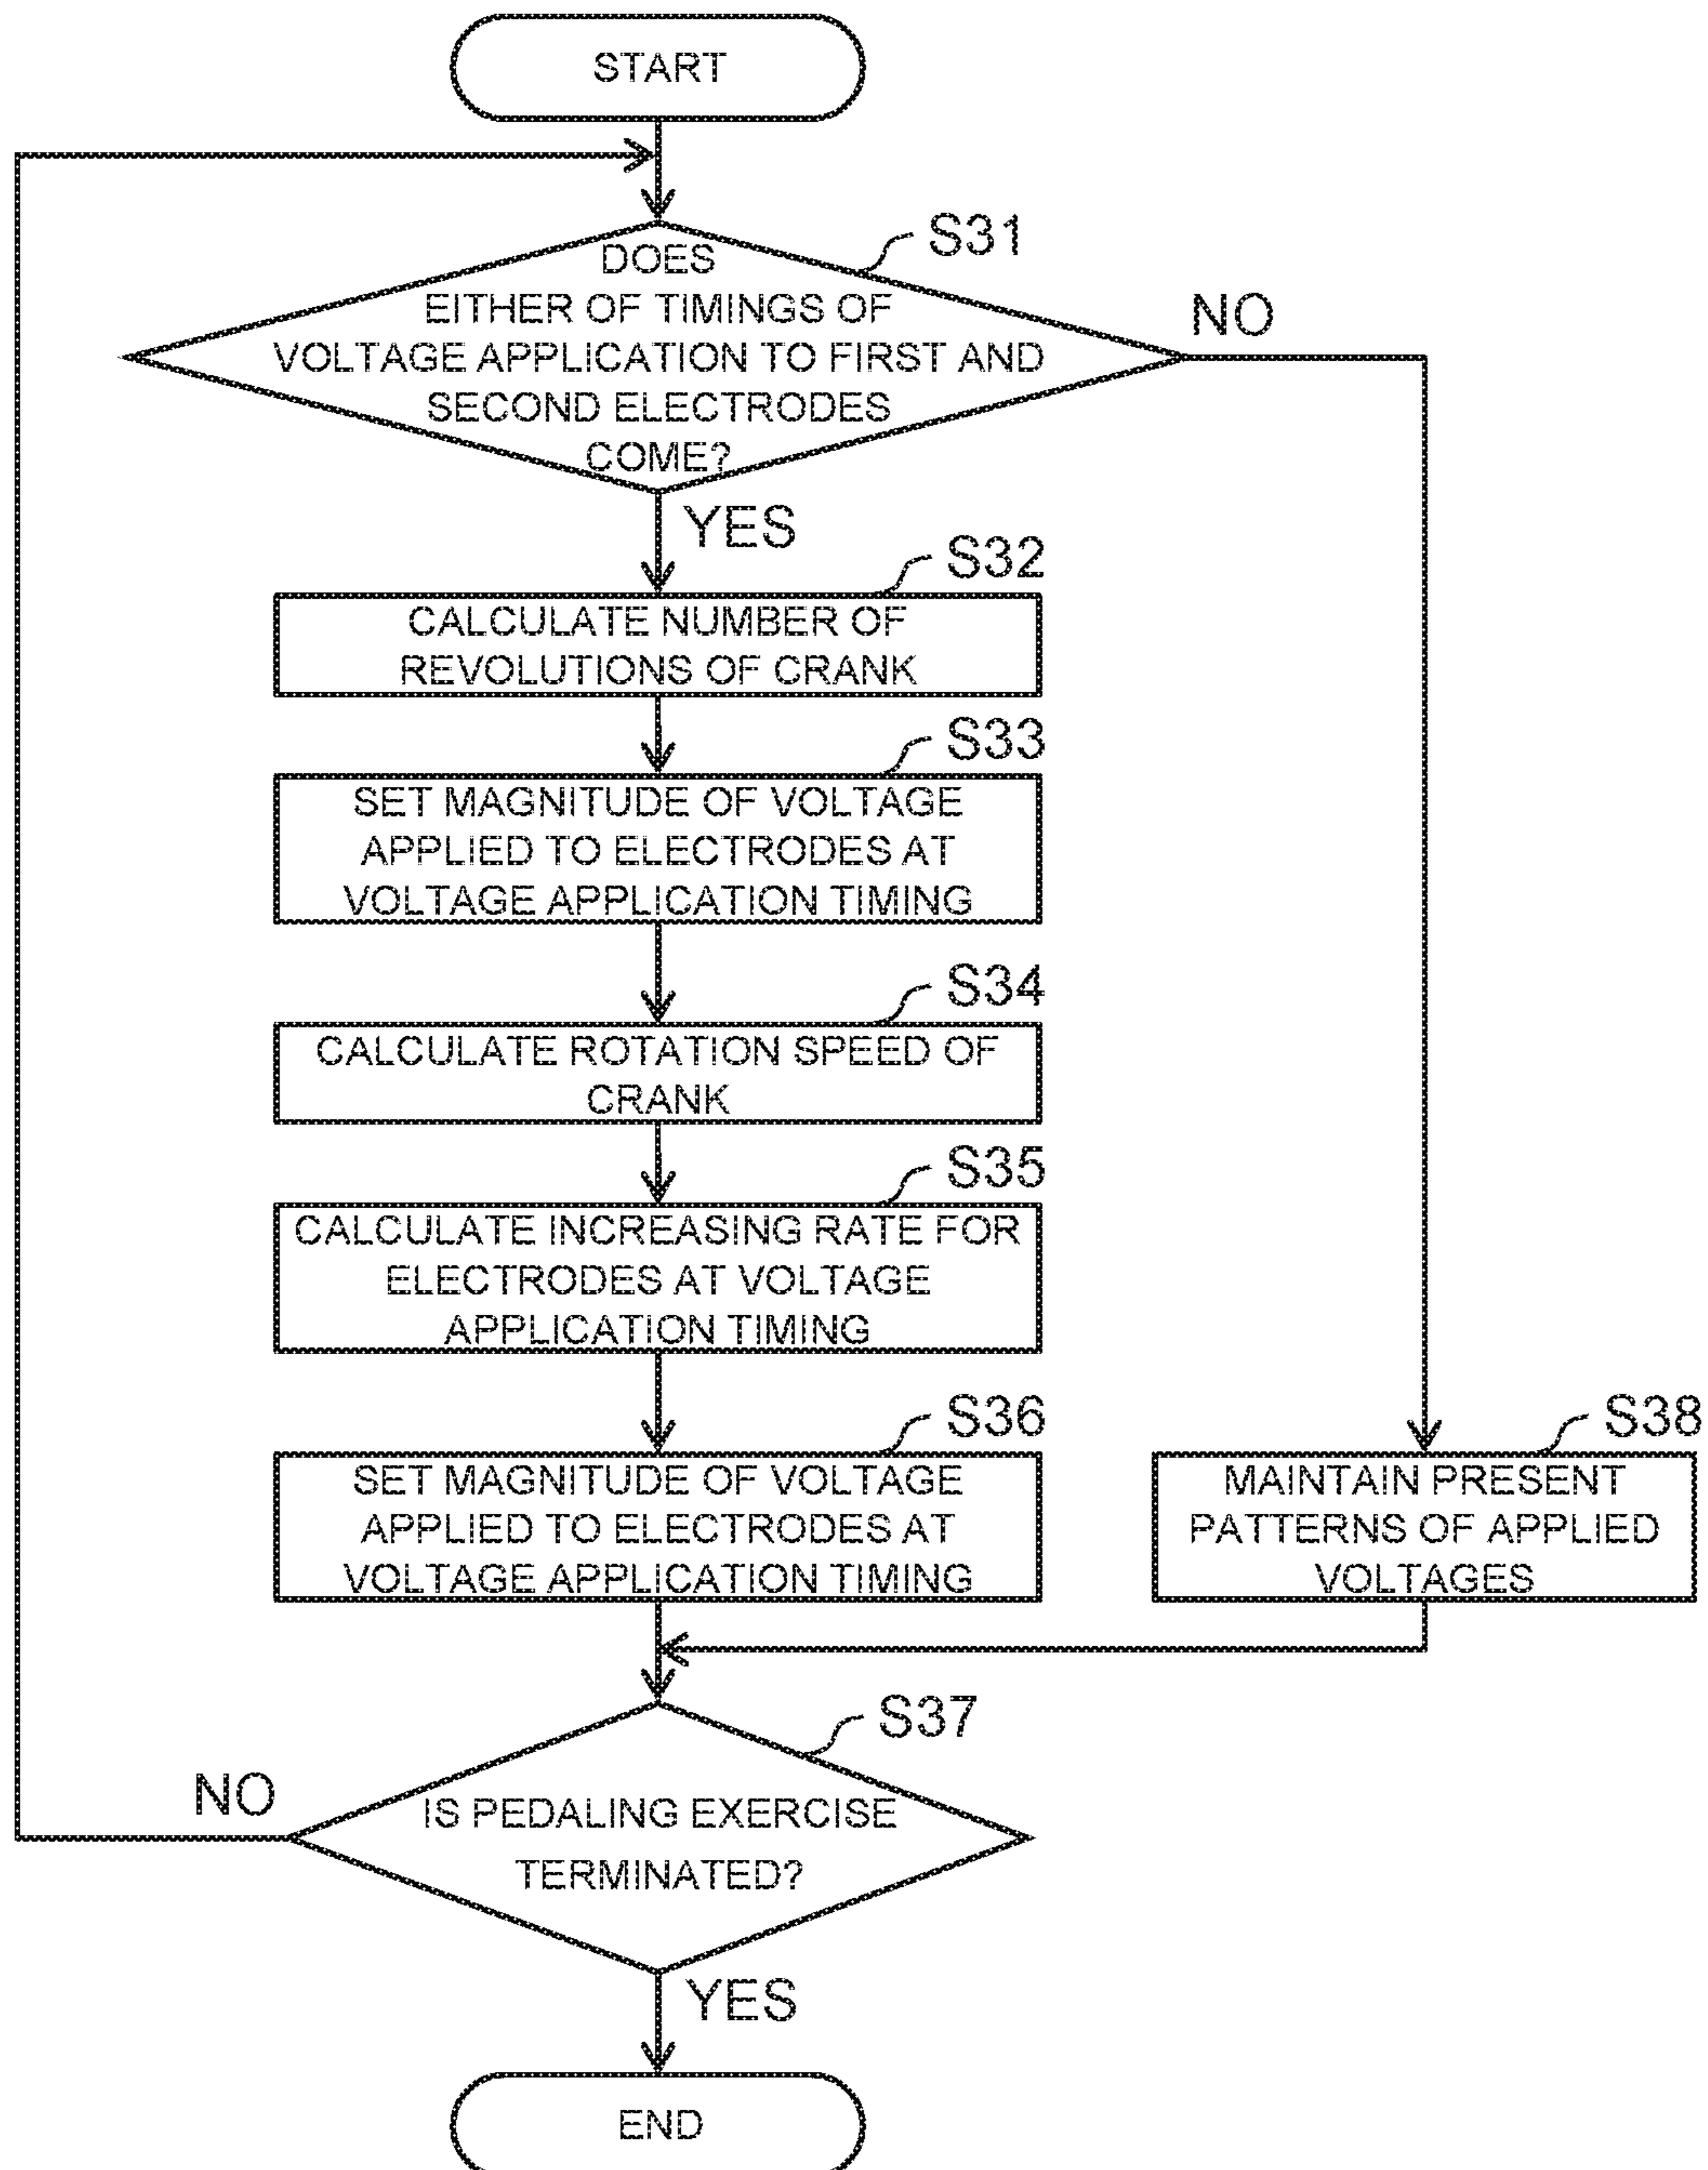 START
S31
DOES
EITHER OF TIMINGS OF
VOLTAGE APPLICATION TO FIRST AND
SECOND ELECTRODES
COME?
NO
YES
S32
CALCULATE NUMBER OF
REVOLUTIONS OF CRANK
S33
SET MAGNITUDE OF VOLTAGE
APPLIED TO ELECTRODES AT
VOLTAGE APPLICATION TIMING
S34
CALCULATE ROTATION SPEED OF
CRANK
S35
CALCULATE INCREASING RATE FOR
ELECTRODES AT VOLTAGE
APPLICATION TIMING
S36
SET MAGNITUDE OF VOLTAGE
APPLIED TO ELECTRODES AT
VOLTAGE APPLICATION TIMING
S38
MAINTAIN PRESENT
PATTERNS OF APPLIED
VOLTAGES
S37
NO
IS PEDALING EXERCISE
TERMINATED?
YES
END